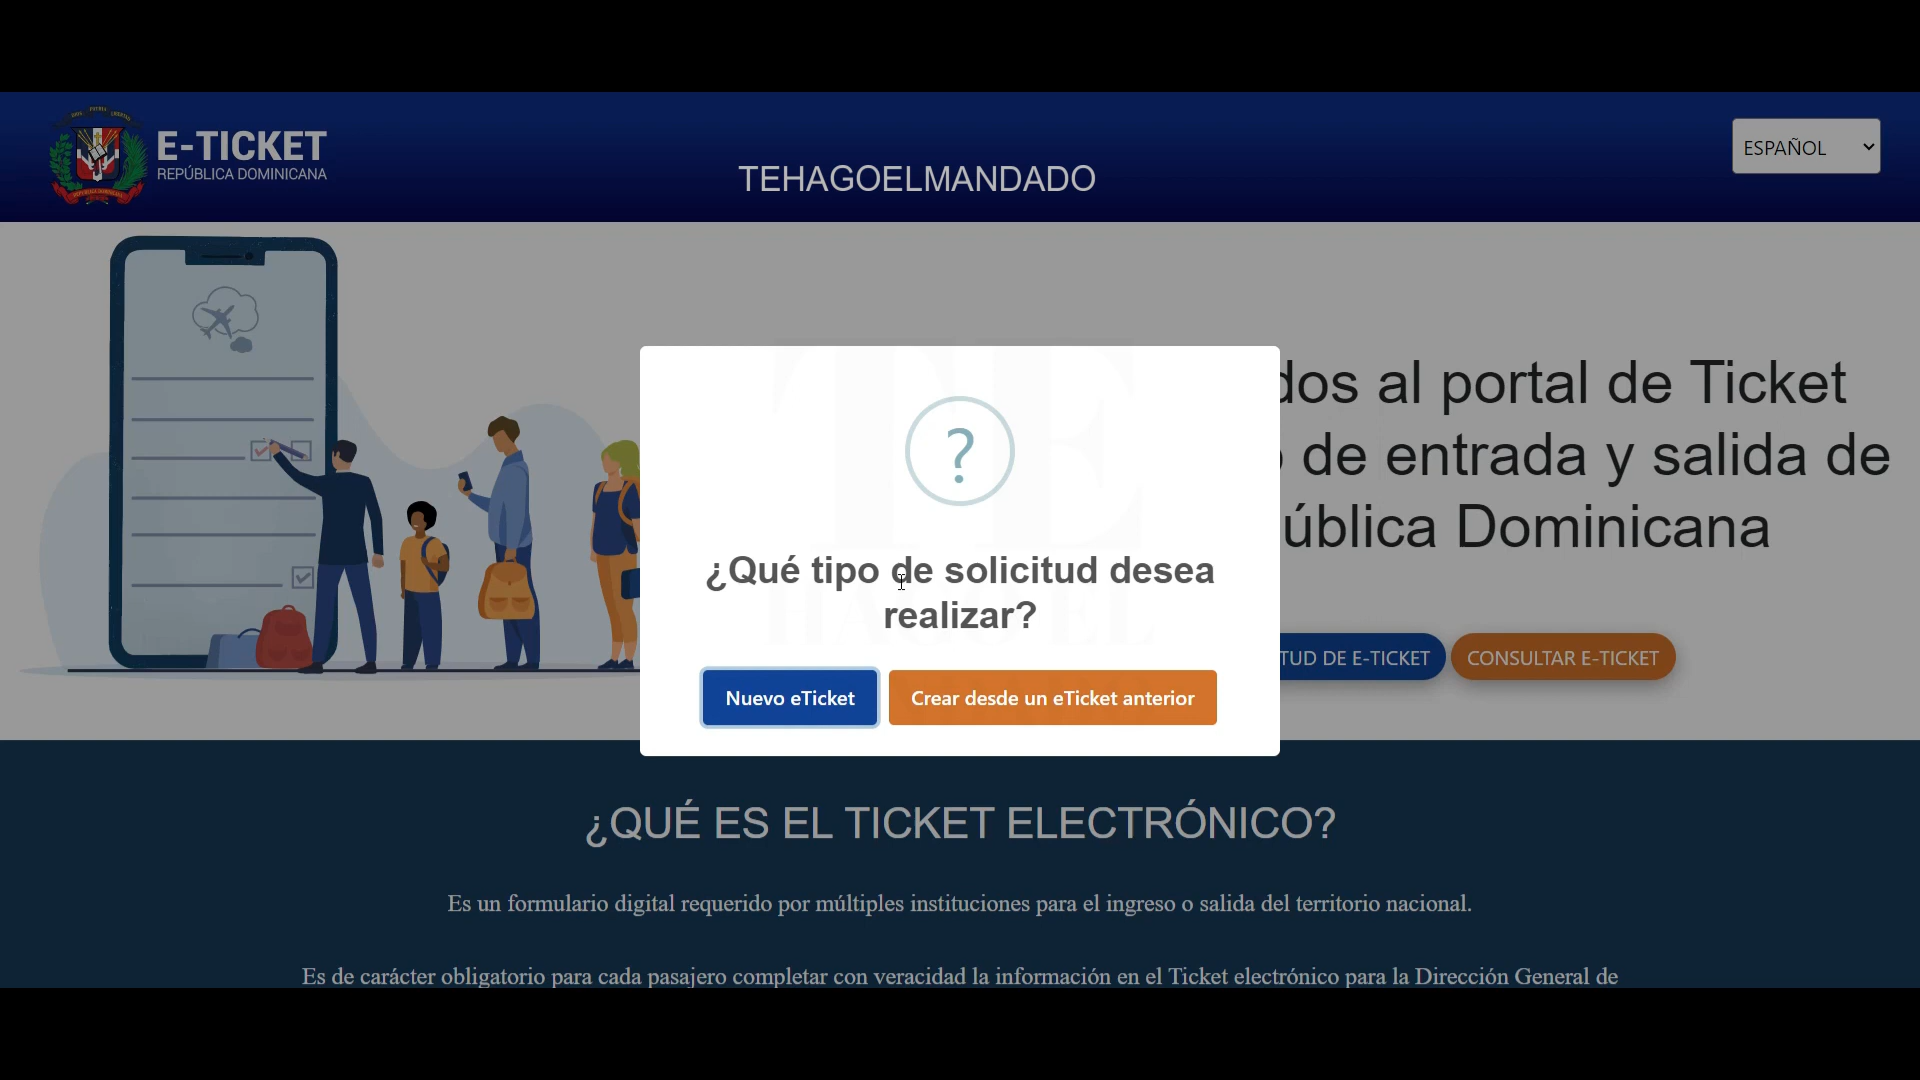 E-TICKET
REPÚBLICA DOMINICANA
TEHAGOELMANDADO
ESPAÑOL
dos al portal de Ticket
de entrada y salida de
ública Dominicana
TUD DE E-TICKET
CONSULTAR E-TICKET
TE
HAGOEL
?
¿Qué tipo de solicitud desea
realizar?
Nuevo eTicket
Crear desde un eTicket anterior
¿QUÉ ES EL TICKET ELECTRÓNICO?
Es un formulario digital requerido por múltiples instituciones para el ingreso o salida del territorio nacional.
Es de carácter obligatorio para cada pasajero completar con veracidad la información en el Ticket electrónico para la Dirección General de